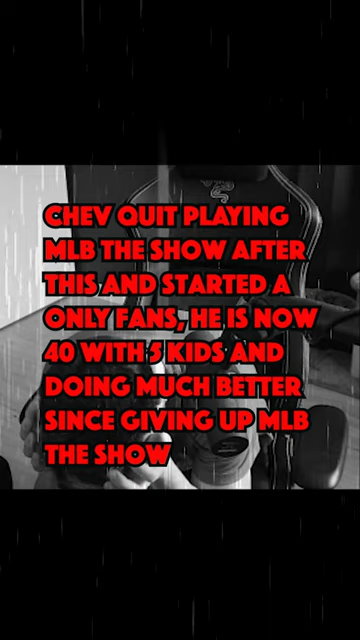 CHEV QUIT PLAYING
MLB THE SHOW AFTER
THIS AND STARTED A
ONLY FANS, HE IS NOW
40 WITH 5 KIDS AND
DOING MUCH BETTER
SINCE GIVING UP MLB
THE SHOW